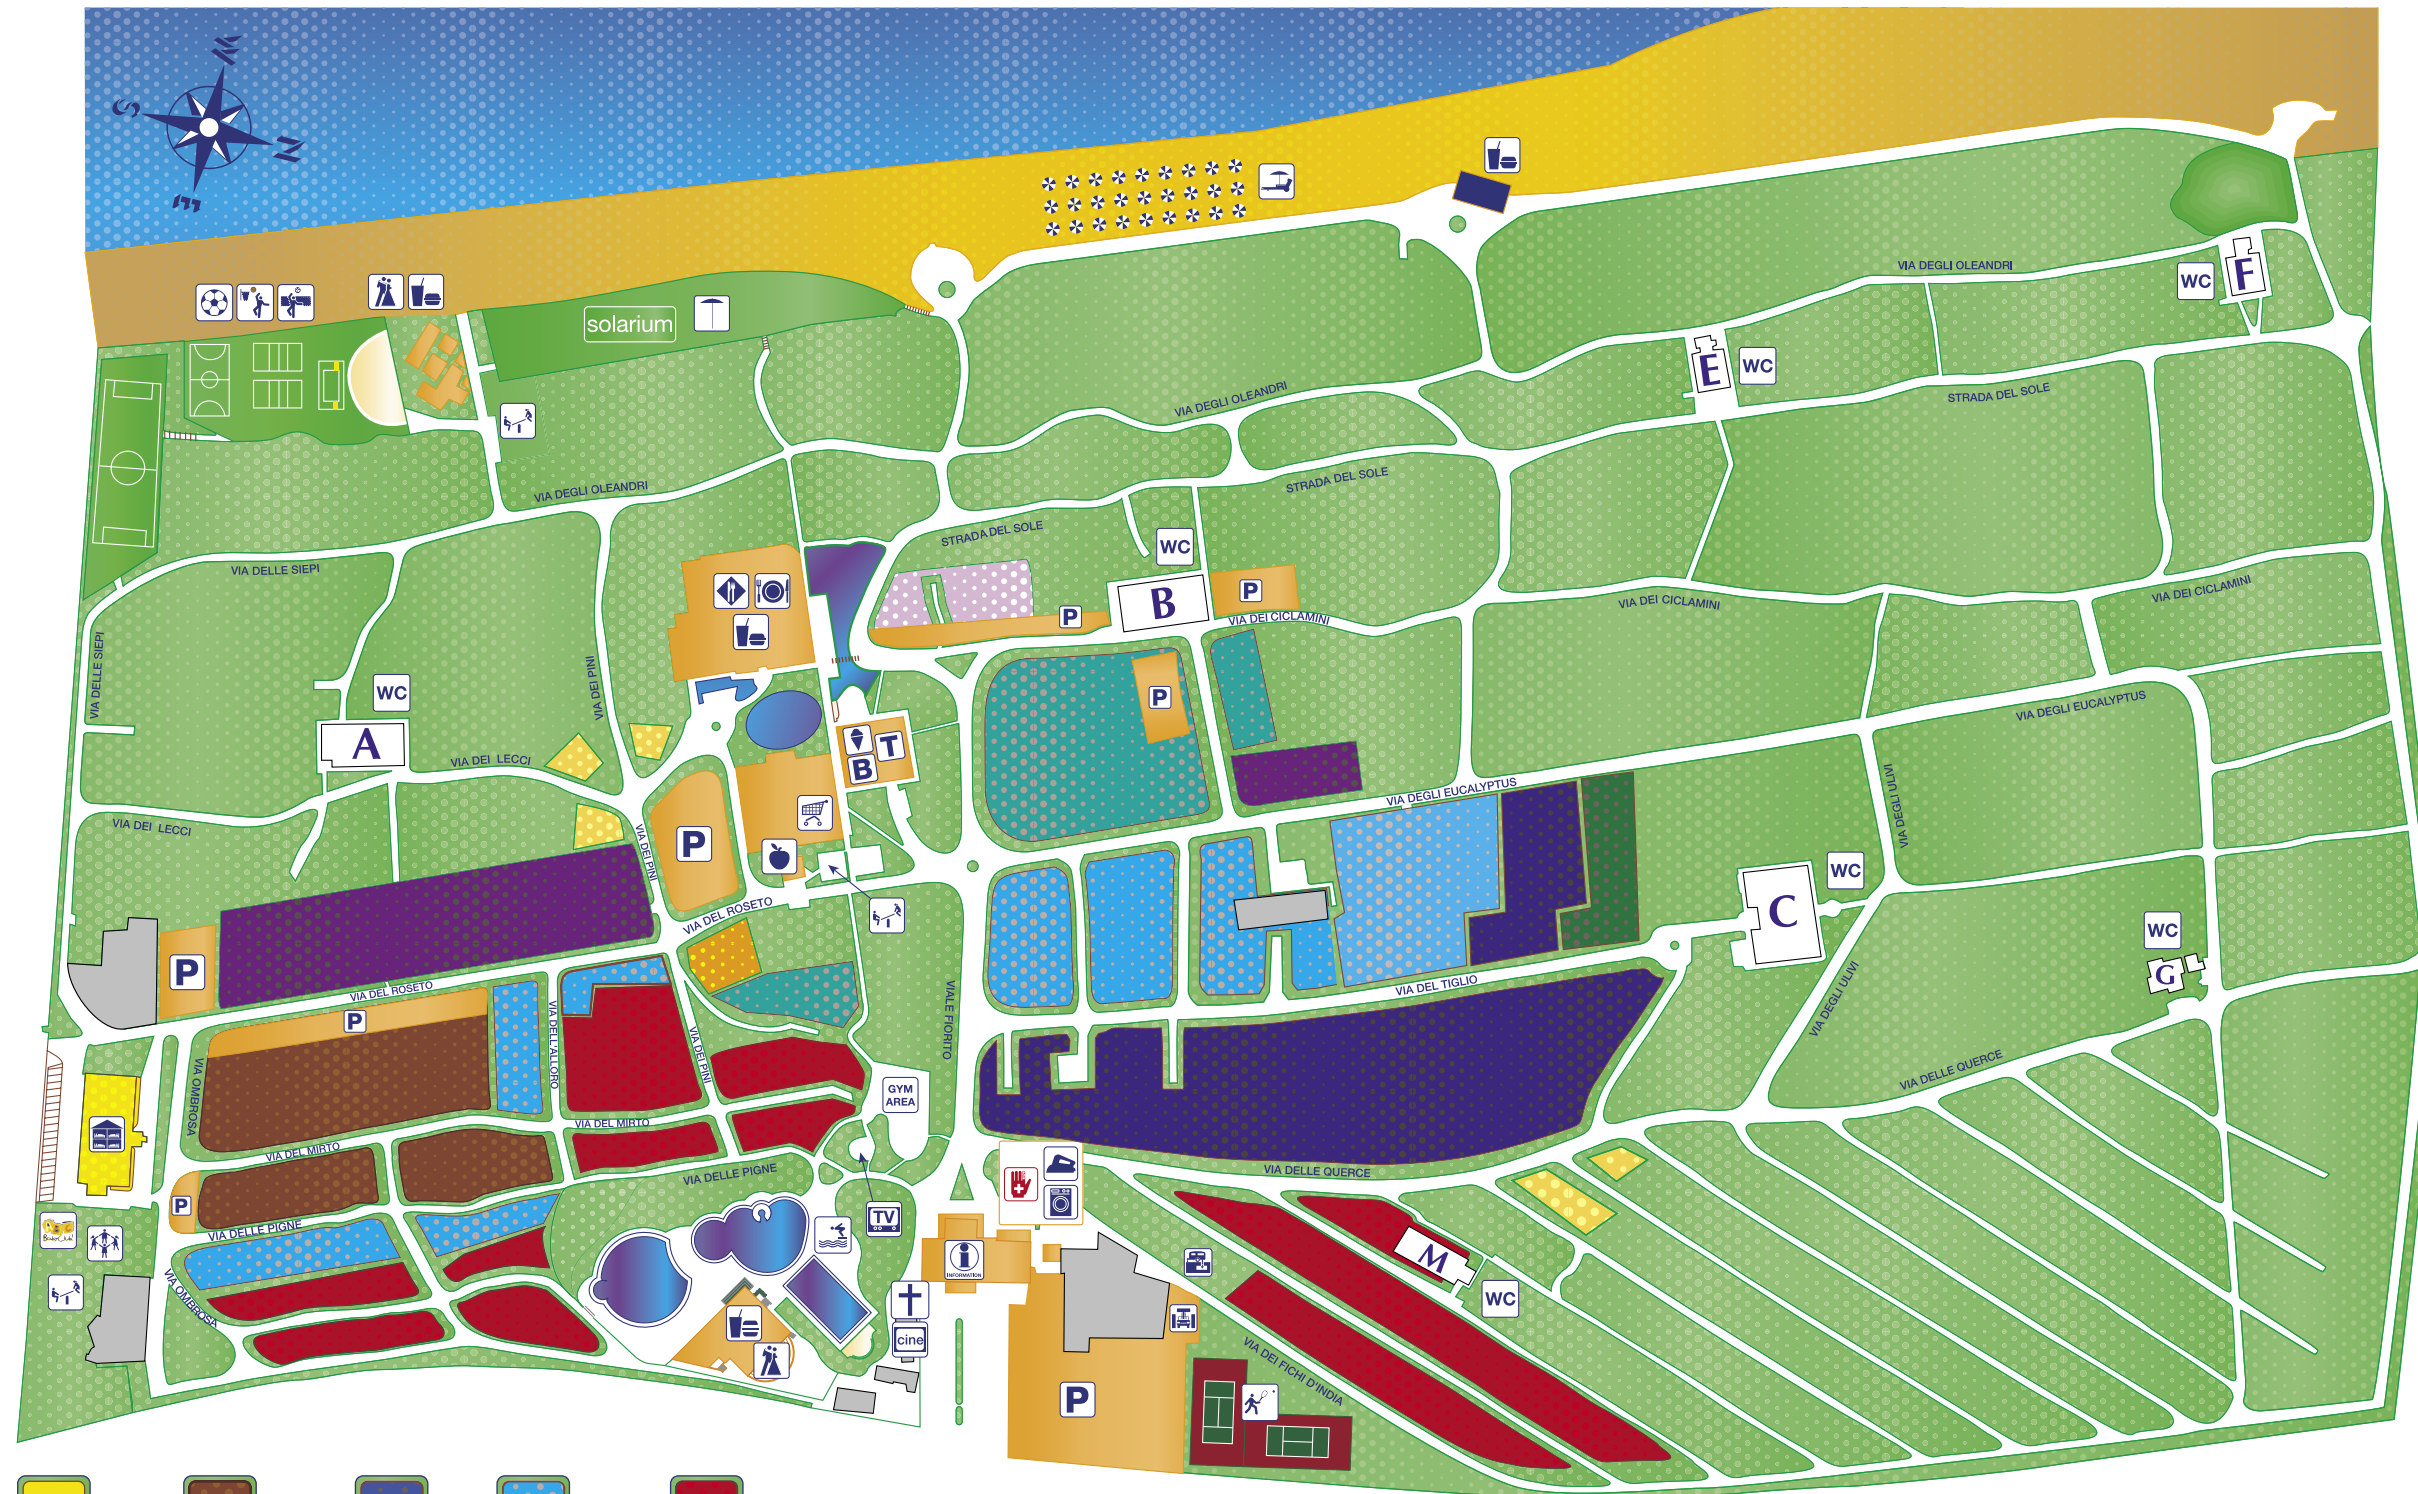 W
S
N
E
solarium
VIA DEGLI OLEANDRI
WC
F
E
WC
VIA DEGLI OLEANDRI
STRADA DEL SOLE
VIA DEGLI OLEANDRI
STRADA DEL SOLE
STRADA DEL SOLE
WC
VIA DELLE SIEPI
B
P
P
VIA DEI CICLAMINI
VIA DEI CICLAMINI
VIA DEI CICLAMINI
VIA DELLE SIEPI
VIA DEI PINI
WC
A
VIA DEI LECCI
P
T
B
VIA DEGLI EUCALYPTUS
VIA DEGLI EUCALYPTUS
VIA DEGLI ULIVI
VIA DEI LECCI
VIA DEI PINI
P
WC
C
VIA DEL ROSETO
WC
G
P
VIA DEL ROSETO
P
VIA DEL TIGLIO
VIA DEGLI ULIVI
VIALE FIORITO
VIA DELL'ALLORO
VIA DEI PINI
VIA OMBROSA
GYM
AREA
VIA DELLE QUERCE
VIA DEL MIRTO
VIA DEL MIRTO
VIA DELLE PIGNE
VIA DELLE QUERCE
P
VIA DELLE PIGNE
TV
M
WC
INFORMATION
VIA OMBROSA
cine
VIA DEI FICHI D'INDIA
P